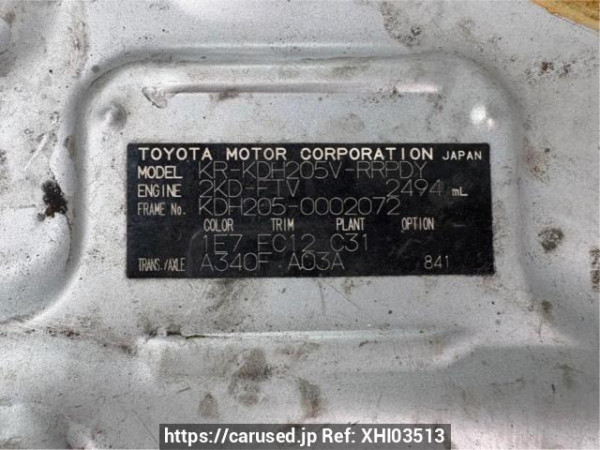 TOYOTA MOTOR CORPORATION JAPAN
MODEL KR-KDH205V-RRPDY
ENGINE 2KD-FTV 2494 mL
FRAME No. KDH205-0002072
COLOR TRIM PLANT OPTION
1E7 FC12 C31
TRANS./AXLE A340F A03A 841
https://carused.jp Ref: XHI03513